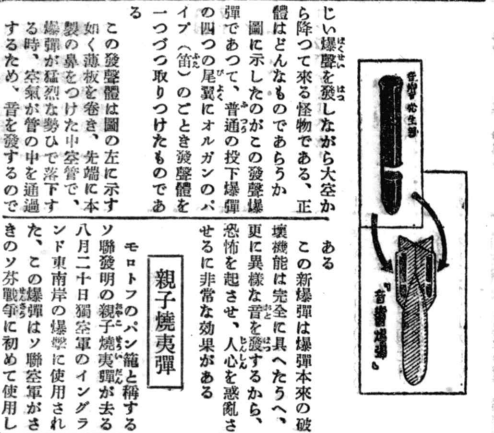 音響発生器
『音響爆弾』
じい爆聲を發しながら大空か
ら降つて來る怪物である、正
體はどんなものであらうか
圖に示したのがこの發聲爆
彈であつて、普通の投下爆彈
の四つの尾翼にオルガンのパ
イプ（笛）のごとき發聲體を
一つづつ取りつけたものであ
る
この發聲體は圖の左に示す
如く薄板を卷き、先端に木
製の鼻をつけた中空管で、
爆彈が猛烈な勢ひで落下す
る時、空氣が管の中を通過
するため、音を發するので
ある
この新爆彈は爆彈本來の破
壞機能は完全に具へたうへ、
更に異樣な音を發するから、
恐怖を起させ、人心を惑亂さ
せるに非常な效果がある
親子燒夷彈
モロトフのパン籠と稱する
ソ聯發明の親子燒夷彈が去る
八月二十日獨空軍のイングラ
ンド東南岸の爆擊に使用され
た、この爆彈はソ聯空軍がさ
きのソ芬戰爭に初めて使用し